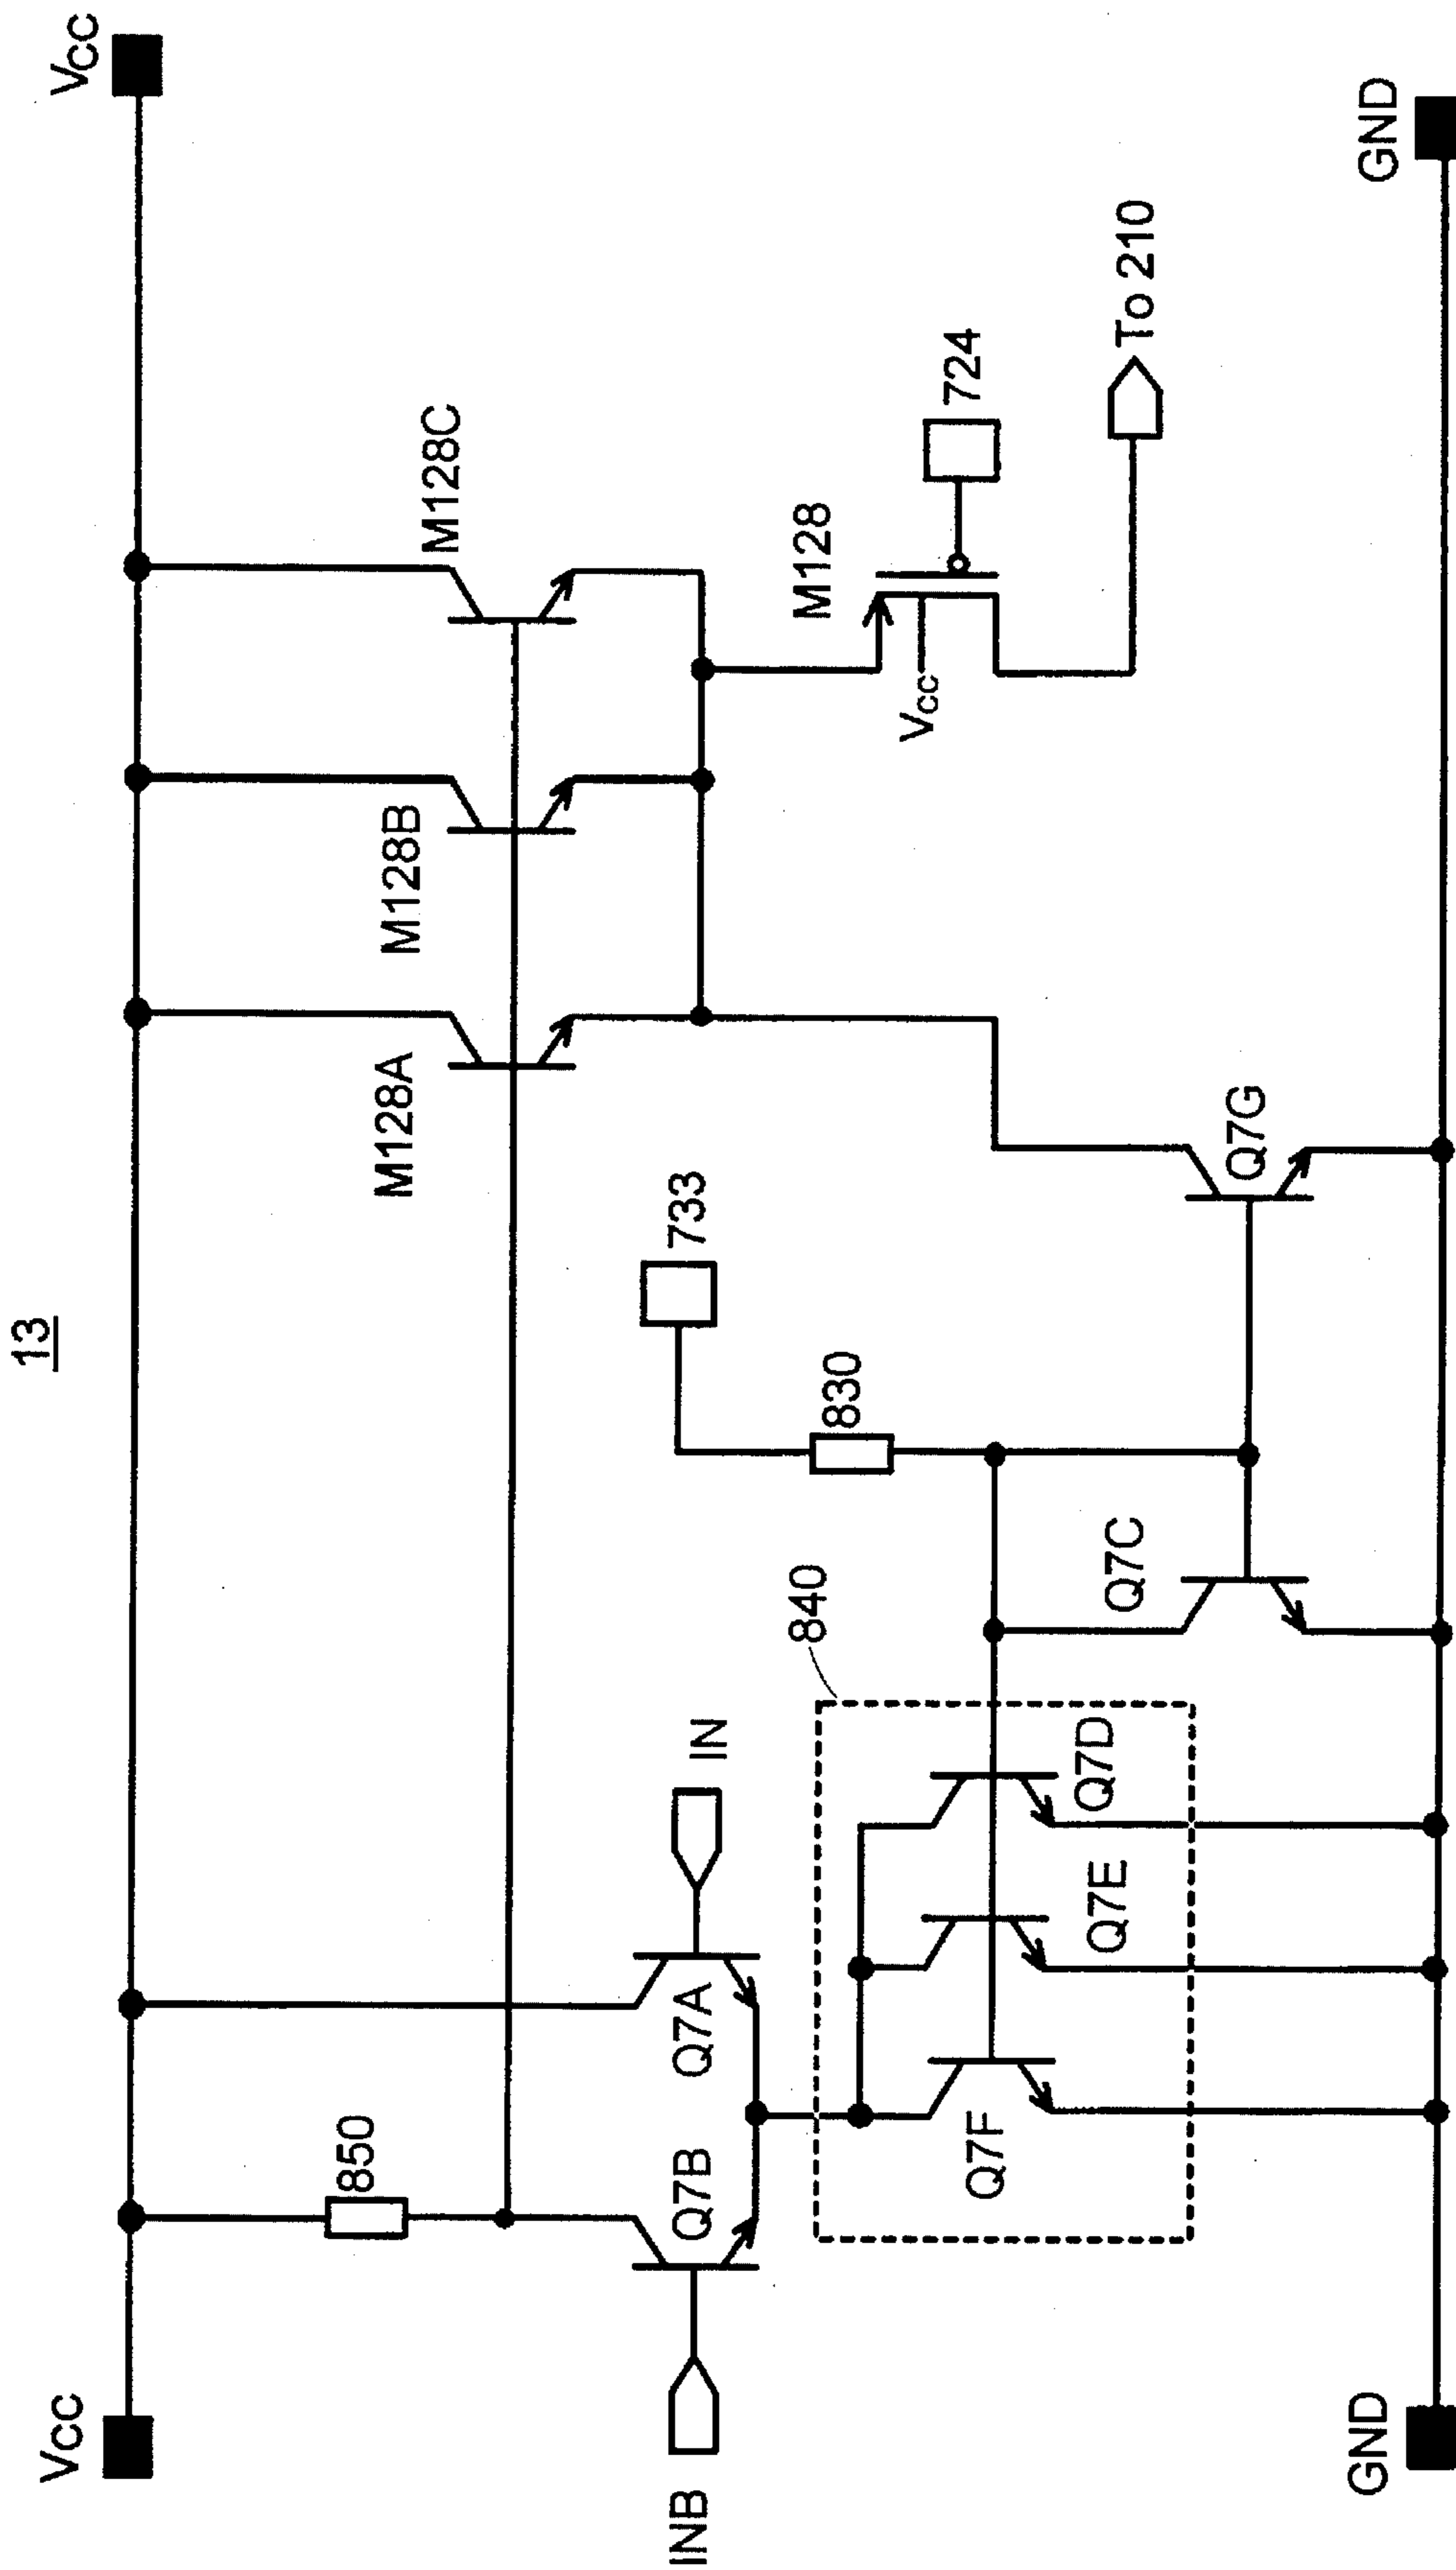 13
Vcc
Vcc
850
M128A
M128B
M128C
INB
Q7B
Q7A
IN
733
830
840
M128
724
Vcc
To 210
Q7F
Q7E
Q7D
Q7C
Q7G
GND
GND